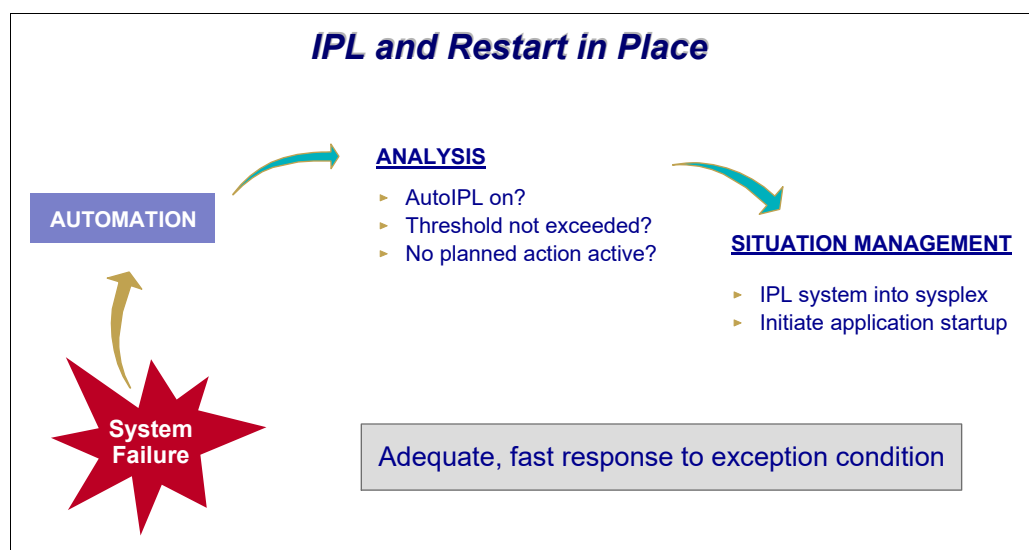 IPL and Restart in Place
ANALYSIS
► AutoIPL on?
► Threshold not exceeded?
► No planned action active?
AUTOMATION
SITUATION MANAGEMENT
► IPL system into sysplex
► Initiate application startup
System
Failure
Adequate, fast response to exception condition